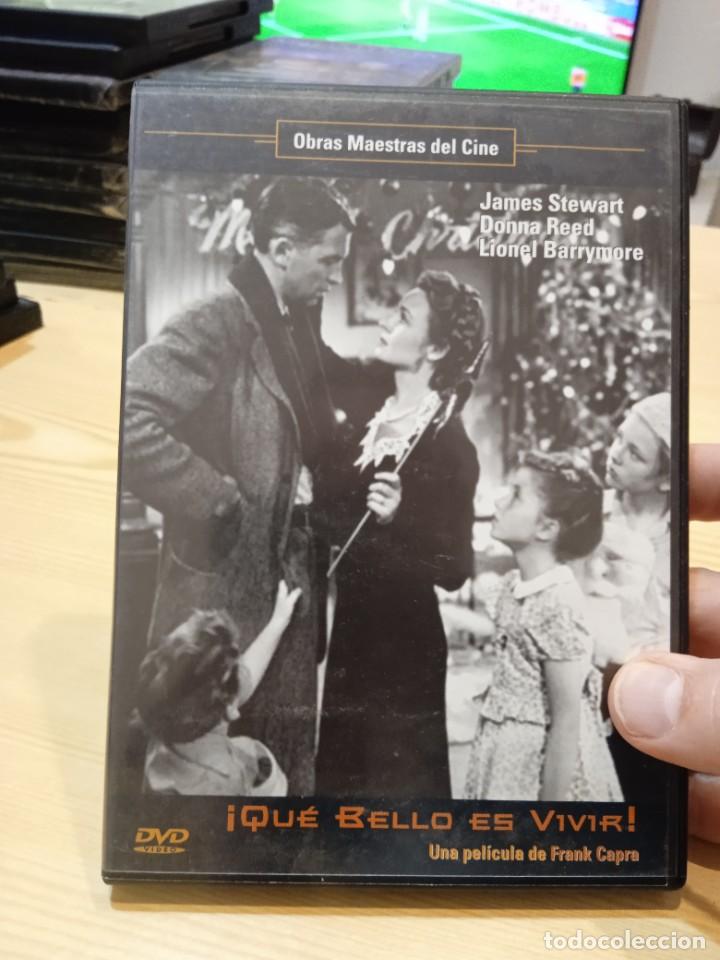 Obras Maestras del Cine
James Stewart
Donna Reed
Lionel Barrymore
¡QUÉ BELLO ES VIVIR!
DVD
VIDEO
Una película de Frank Capra
todocoleccion